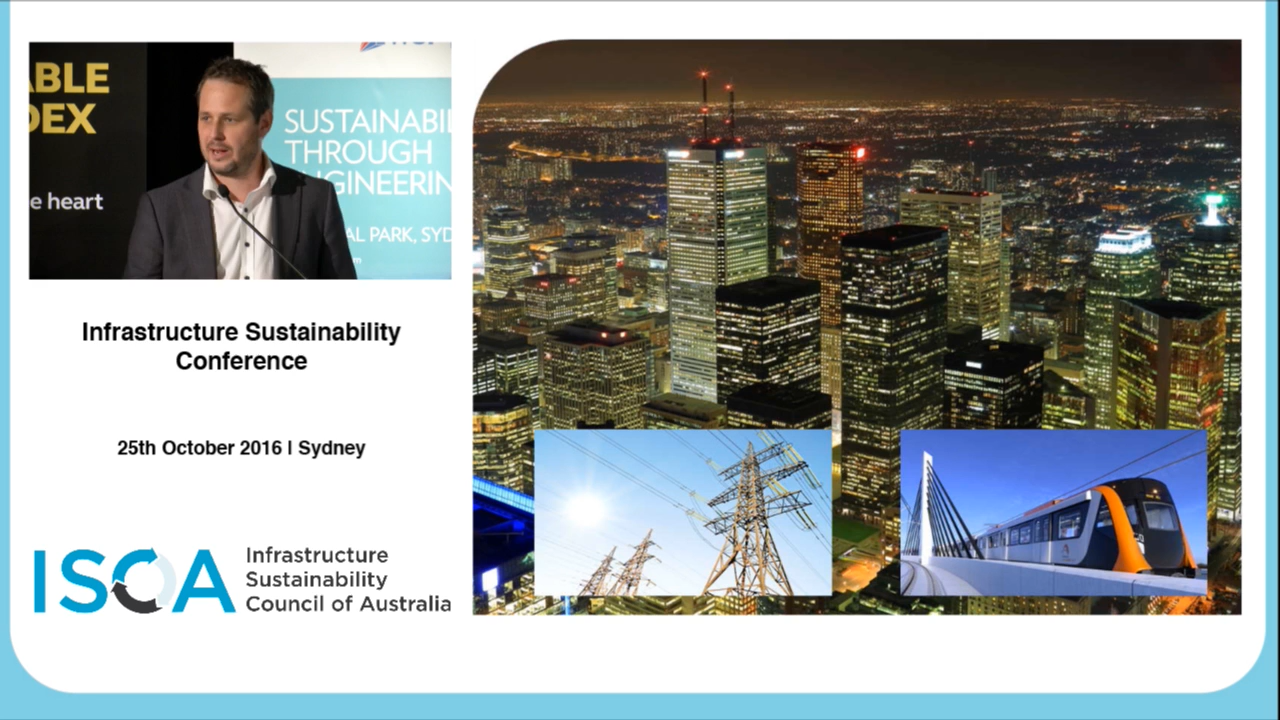 ABLE
DEX
e heart
SUSTAINABI
THROUGH
NGINEERIN
AL PARK, SYD
Infrastructure Sustainability
Conference
25th October 2016 | Sydney
ISCA
Infrastructure
Sustainability
Council of Australia